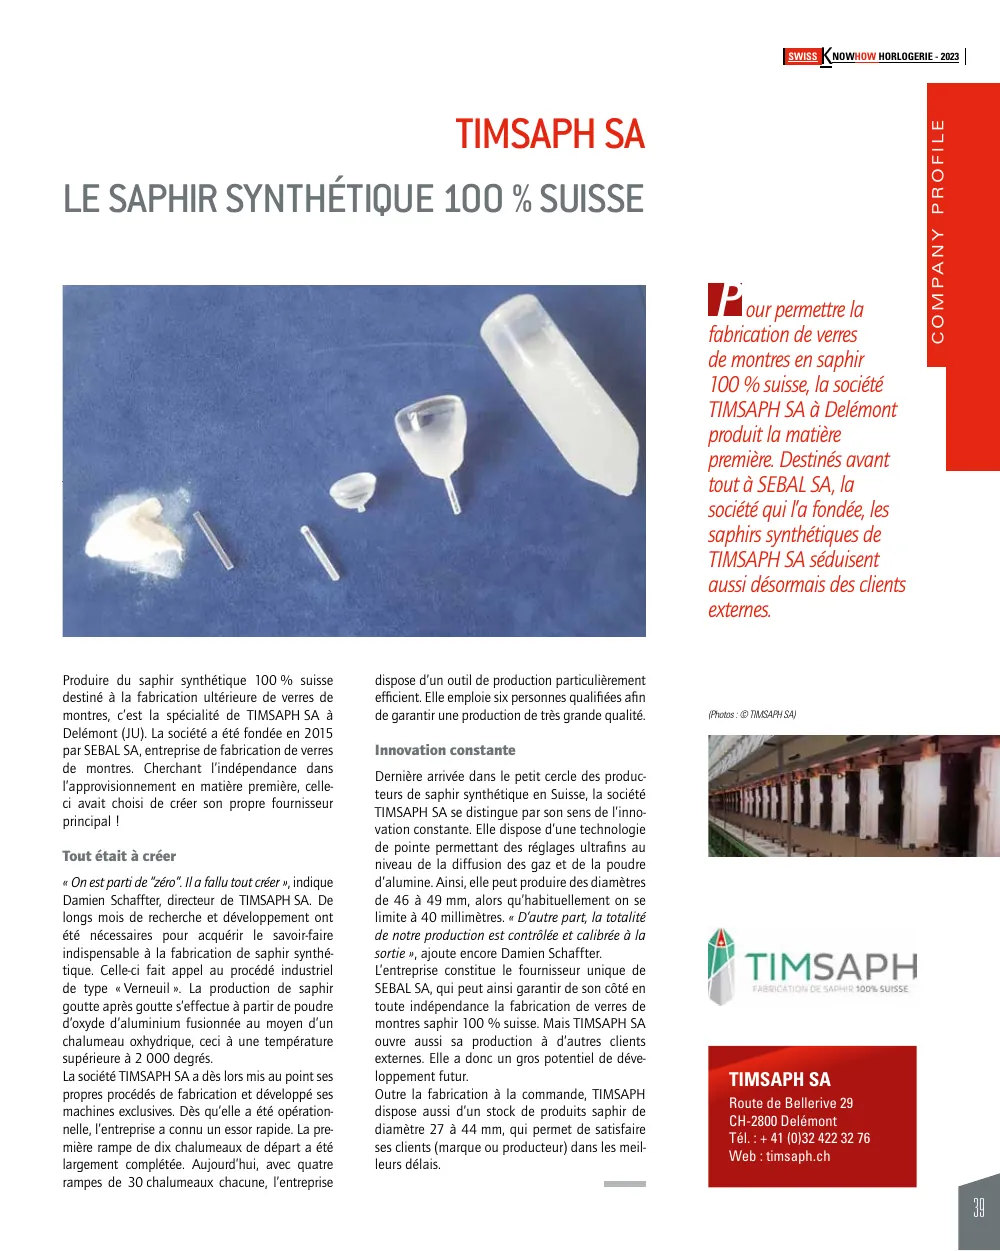 SWISS KNOWHOW HORLOGERIE - 2023
COMPANY PROFILE
TIMSAPH SA
LE SAPHIR SYNTHÉTIQUE 100 % SUISSE
Pour permettre la
fabrication de verres
de montres en saphir
100 % suisse, la société
TIMSAPH SA à Delémont
produit la matière
première. Destinés avant
tout à SEBAL SA, la
société qui l’a fondée, les
saphirs synthétiques de
TIMSAPH SA séduisent
aussi désormais des clients
externes.
Produire du saphir synthétique 100 % suisse
destiné à la fabrication ultérieure de verres de
montres, c’est la spécialité de TIMSAPH SA à
Delémont (JU). La société a été fondée en 2015
par SEBAL SA, entreprise de fabrication de verres
de montres. Cherchant l’indépendance dans
l’approvisionnement en matière première, celle-
ci avait choisi de créer son propre fournisseur
principal !
Tout était à créer
« On est parti de "zéro". Il a fallu tout créer », indique
Damien Schaffter, directeur de TIMSAPH SA. De
longs mois de recherche et développement ont
été nécessaires pour acquérir le savoir-faire
indispensable à la fabrication de saphir synthé-
tique. Celle-ci fait appel au procédé industriel
de type « Verneuil ». La production de saphir
goutte après goutte s’effectue à partir de poudre
d’oxyde d’aluminium fusionnée au moyen d’un
chalumeau oxhydrique, ceci à une température
supérieure à 2 000 degrés.
La société TIMSAPH SA a dès lors mis au point ses
propres procédés de fabrication et développé ses
machines exclusives. Dès qu’elle a été opération-
nelle, l’entreprise a connu un essor rapide. La pre-
mière rampe de dix chalumeaux de départ a été
largement complétée. Aujourd’hui, avec quatre
rampes de 30 chalumeaux chacune, l’entreprise
dispose d’un outil de production particulièrement
efficient. Elle emploie six personnes qualifiées afin
de garantir une production de très grande qualité.
Innovation constante
Dernière arrivée dans le petit cercle des produc-
teurs de saphir synthétique en Suisse, la société
TIMSAPH SA se distingue par son sens de l’inno-
vation constante. Elle dispose d’une technologie
de pointe permettant des réglages ultrafins au
niveau de la diffusion des gaz et de la poudre
d’alumine. Ainsi, elle peut produire des diamètres
de 46 à 49 mm, alors qu’habituellement on se
limite à 40 millimètres. « D’autre part, la totalité
de notre production est contrôlée et calibrée à la
sortie », ajoute encore Damien Schaffter.
L’entreprise constitue le fournisseur unique de
SEBAL SA, qui peut ainsi garantir de son côté en
toute indépendance la fabrication de verres de
montres saphir 100 % suisse. Mais TIMSAPH SA
ouvre aussi sa production à d’autres clients
externes. Elle a donc un gros potentiel de déve-
loppement futur.
Outre la fabrication à la commande, TIMSAPH
dispose aussi d’un stock de produits saphir de
diamètre 27 à 44 mm, qui permet de satisfaire
ses clients (marque ou producteur) dans les meil-
leurs délais.
(Photos : © TIMSAPH SA)
TIMSAPH
FABRICATION DE SAPHIR 100% SUISSE
TIMSAPH SA
Route de Bellerive 29
CH-2800 Delémont
Tél. : + 41 (0)32 422 32 76
Web : timsaph.ch
39